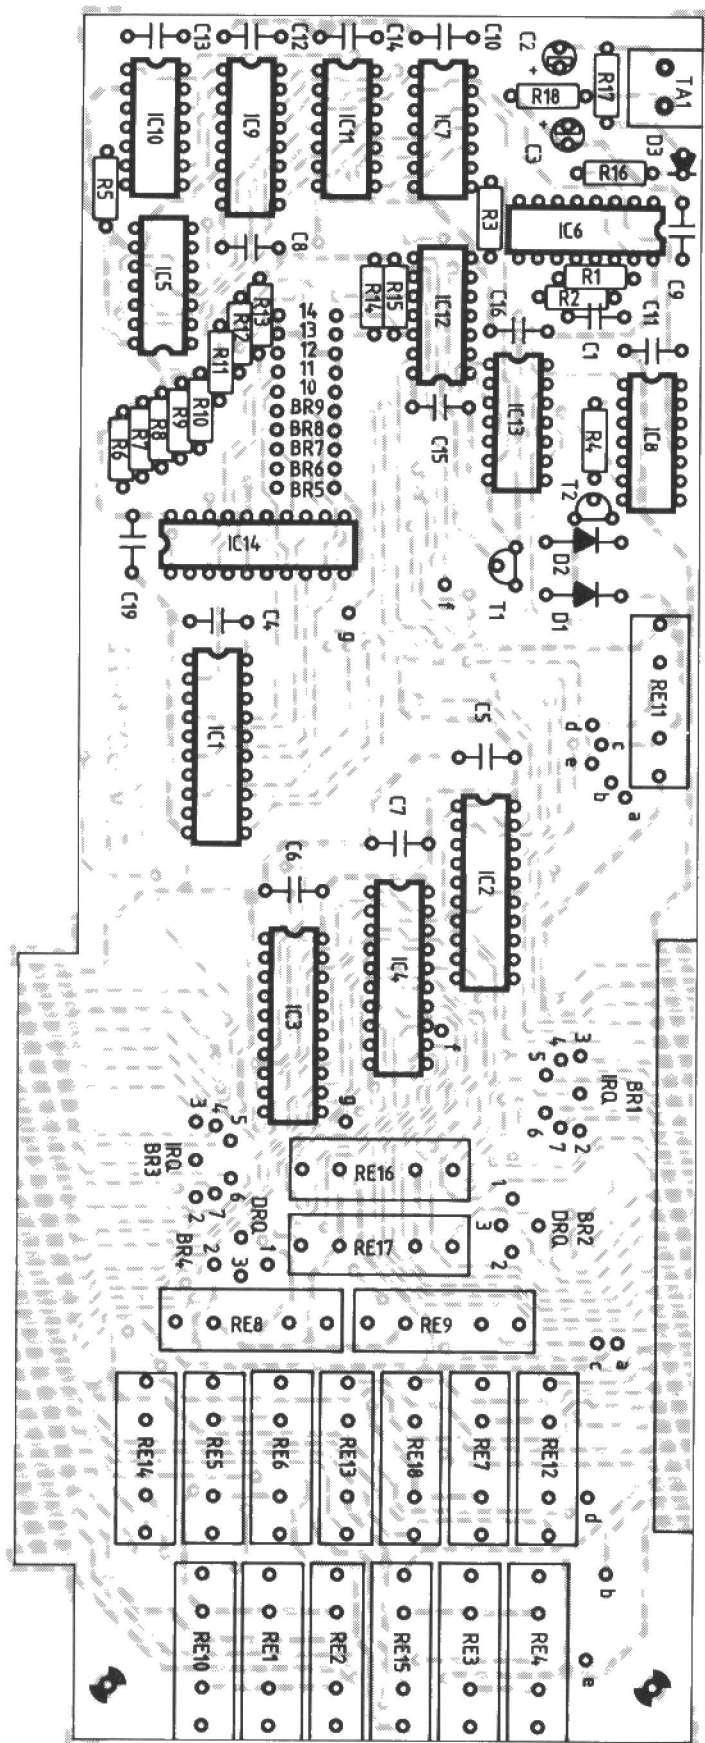 C13
C12
C14
C10
C2
+
R18
R17
TA1
IC10
IC9
IC11
IC7
+
C3
D3
R16
R5
R3
IC6
IC5
C8
C9
R1
R2
R14
R15
IC12
C16
C1
C11
R13
R12
R11
R10
R9
R8
R7
R6
14
13
12
11
10
BR9
BR8
BR7
BR6
BR5
C15
IC13
R4
IC8
T2
IC14
C19
D2
T1
D1
f
g
C4
RE11
IC1
C5
d
c
e
b
a
C7
IC2
C6
IC4
IC3
f
g
3
4
5
BR1
IRQ
6
7
2
3
4
5
IRQ
BR3
6
7
2
RE16
1
3
2
BR2
DRQ
DRQ
BR4
1
2
3
RE17
RE8
RE9
c
a
RE14
RE5
RE6
RE13
RE18
RE7
RE12
d
b
RE10
RE1
RE2
RE15
RE3
RE4
e